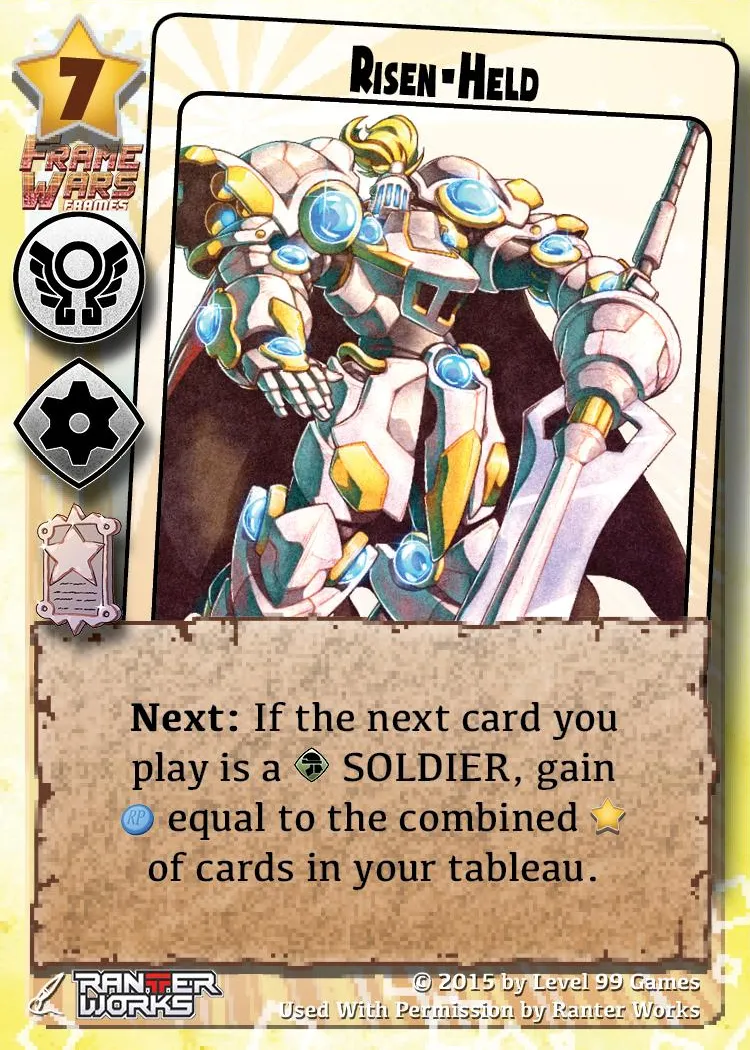 7
RISEN-HELD
FRAME
WARS
FRAMES
Next: If the next card you
play is a SOLDIER, gain
RP equal to the combined
of cards in your tableau.
RANTER
WORKS
© 2015 by Level 99 Games
Used With Permission by Ranter Works